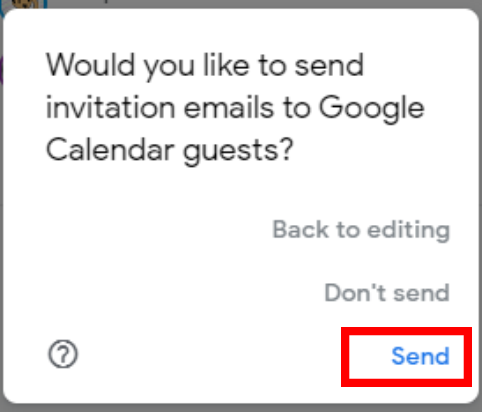 Would you like to send
invitation emails to Google
Calendar guests?
Back to editing
Don't send
?
Send